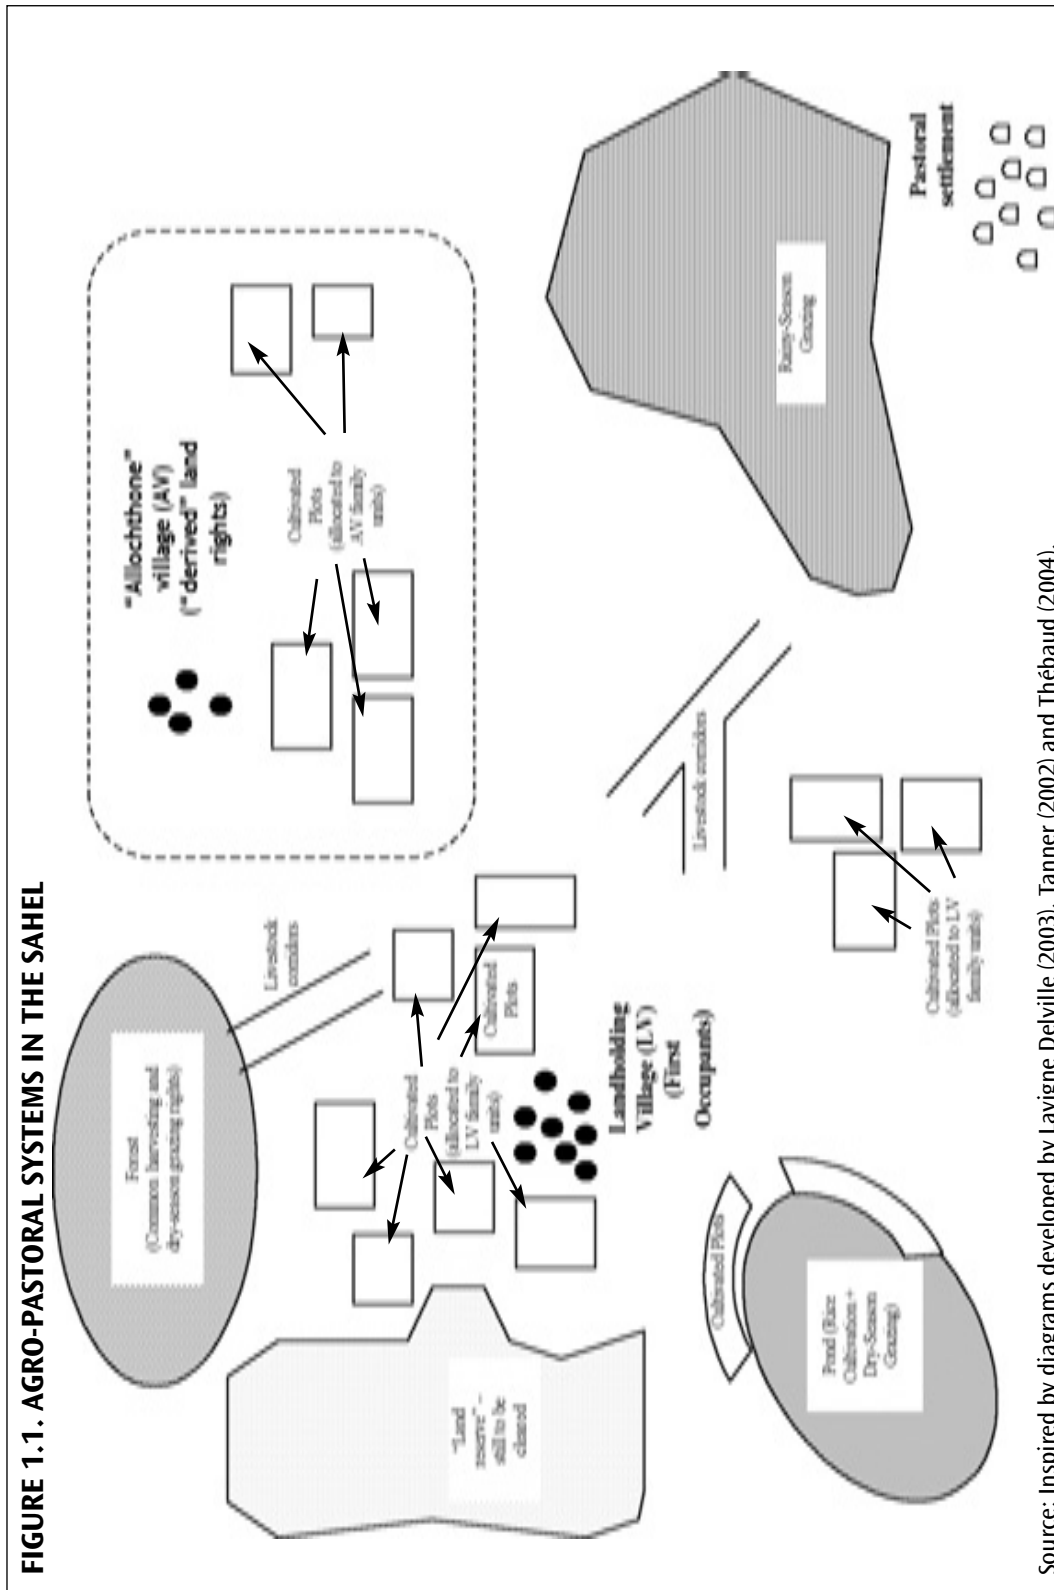 FIGURE 1.1. AGRO-PASTORAL SYSTEMS IN THE SAHEL
Forest
(Common harvesting and
dry-season grazing rights)
Livestock
corridors
"Allochthone"
village (AV)
("derived" land
rights)
Cultivated
Plots
(allocated to
AV family
units)
"Land
reserve" –
still to be
cleared
Cultivated
Plots
(allocated to
LV family
units)
Cultivated
Plots
Landholding
Village (LV)
(First
Occupants)
Livestock corridors
Rainy-Season
Grazing
Pastoral
settlement
Cultivated Plots
Pond (Rice
Cultivation +
Dry-Season
Grazing)
Cultivated Plots
(allocated to LV
family units)
Source: Inspired by diagrams developed by Lavigne Delville (2003), Tanner (2002) and Thébaud (2004).